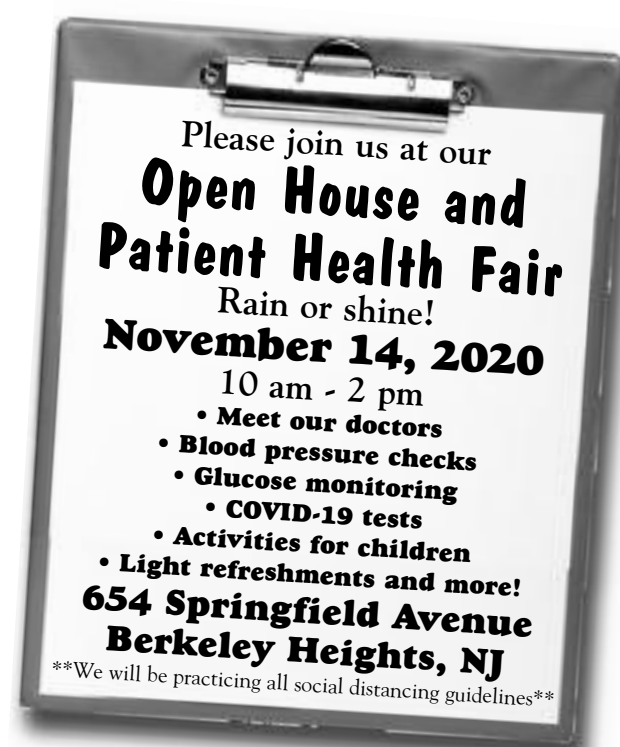 Please join us at our
Open House and
Patient Health Fair
Rain or shine!
November 14, 2020
10 am - 2 pm
• Meet our doctors
• Blood pressure checks
• Glucose monitoring
• COVID-19 tests
• Activities for children
• Light refreshments and more!
654 Springfield Avenue
Berkeley Heights, NJ
**We will be practicing all social distancing guidelines**